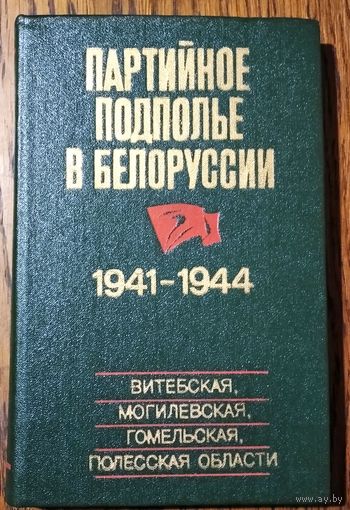 ПАРТИЙНОЕ
ПОДПОЛЬЕ
В БЕЛОРУССИИ
1941-1944
ВИТЕБСКАЯ,
МОГИЛЕВСКАЯ,
ГОМЕЛЬСКАЯ,
ПОЛЕССКАЯ ОБЛАСТИ
www.ay.by